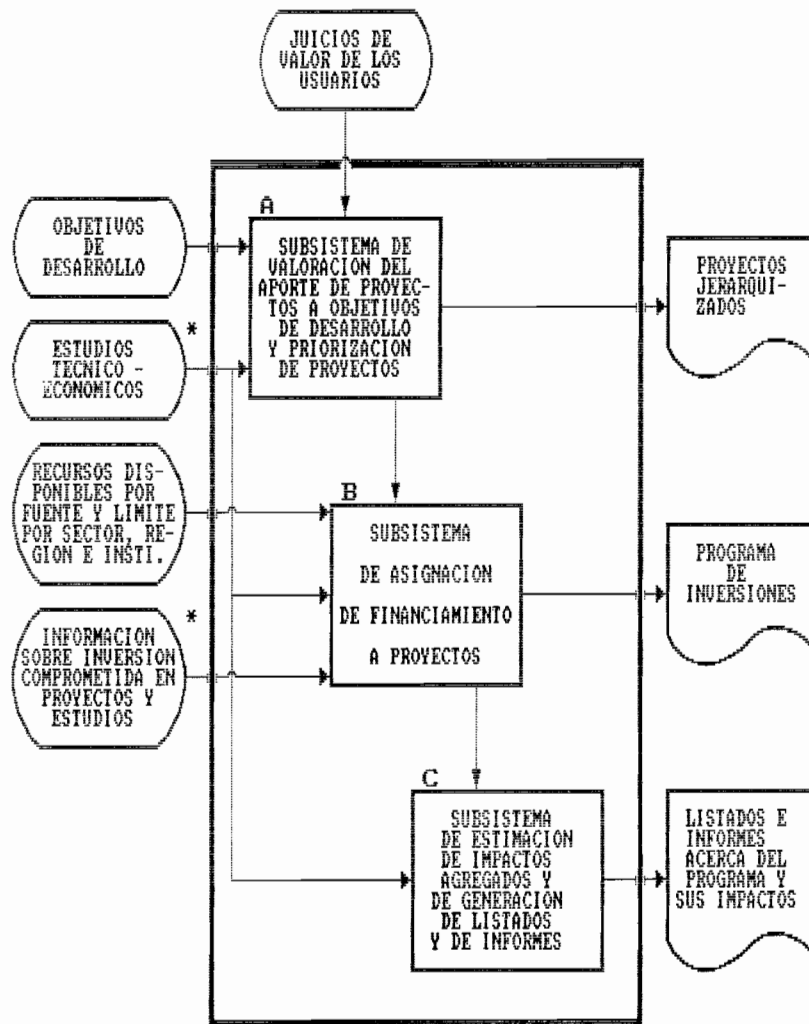 JUICIOS DE
VALOR DE LOS
USUARIOS
OBJETIVOS
DE
DESARROLLO
A
SUBSISTEMA DE
VALORACION DEL
APORTE DE PROYEC-
TOS A OBJETIVOS
DE DESARROLLO
Y PRIORIZACION
DE PROYECTOS
PROYECTOS
JERARQUI-
ZADOS
*
ESTUDIOS
TECNICO -
ECONOMICOS
RECURSOS DIS-
PONIBLES POR
FUENTE Y LIMITE
POR SECTOR, RE-
GION E INSTI.
B
SUBSISTEMA
DE ASIGNACION
DE FINANCIAMIENTO
A PROYECTOS
PROGRAMA
DE
INVERSIONES
*
INFORMACION
SOBRE INVERSION
COMPROMETIDA EN
PROYECTOS Y
ESTUDIOS
C
SUBSISTEMA
DE ESTIMACION
DE IMPACTOS
AGREGADOS Y
DE GENERACION
DE LISTADOS
Y DE INFORMES
LISTADOS E
INFORMES
ACERCA DEL
PROGRAMA Y
SUS IMPACTOS